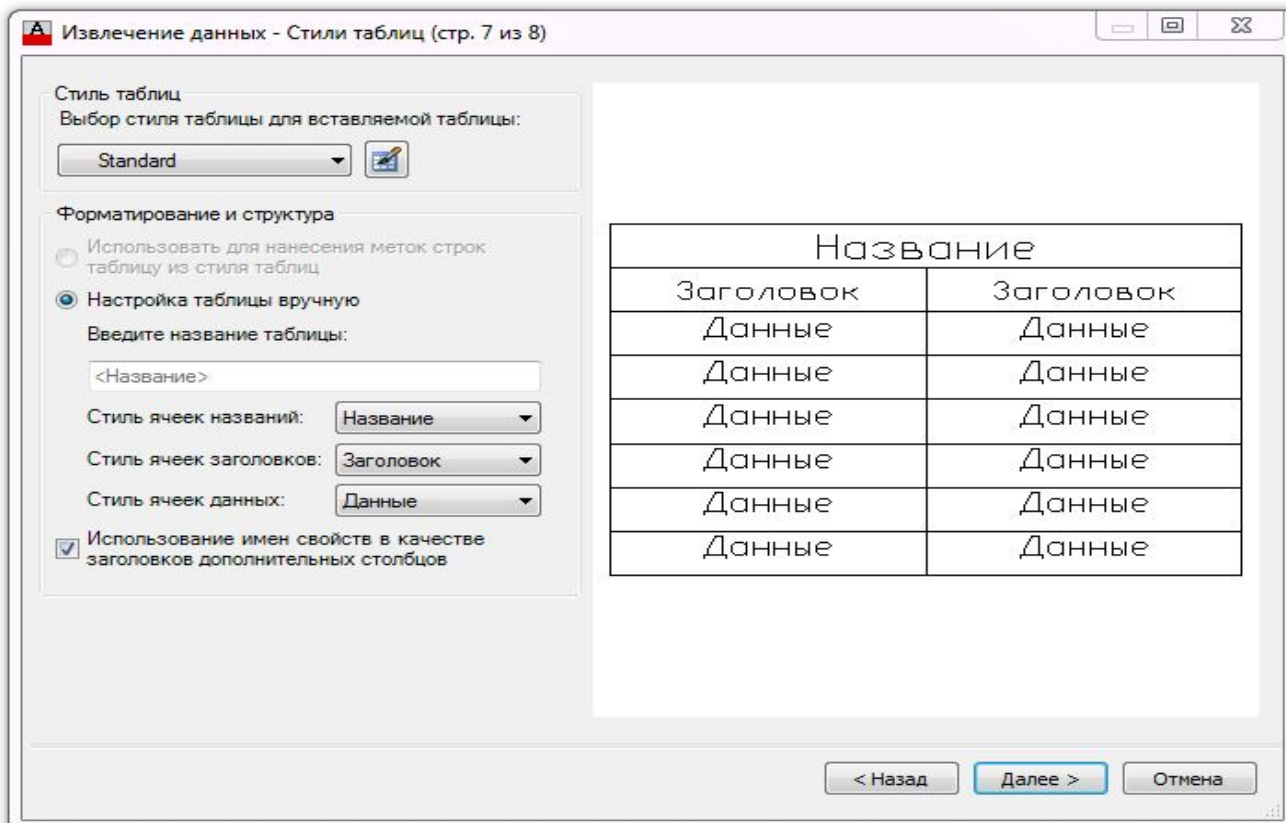 Извлечение данных - Стили таблиц (стр. 7 из 8)
Стиль таблиц
Выбор стиля таблицы для вставляемой таблицы:
Standard
Форматирование и структура
Использовать для нанесения меток строк
таблицу из стиля таблиц
Настройка таблицы вручную
Введите название таблицы:
<Название>
Стиль ячеек названий: Название
Стиль ячеек заголовков: Заголовок
Стиль ячеек данных: Данные
Использование имен свойств в качестве
заголовков дополнительных столбцов
Название
Заголовок Заголовок
Данные Данные
Данные Данные
Данные Данные
Данные Данные
Данные Данные
Данные Данные
< Назад Далее > Отмена